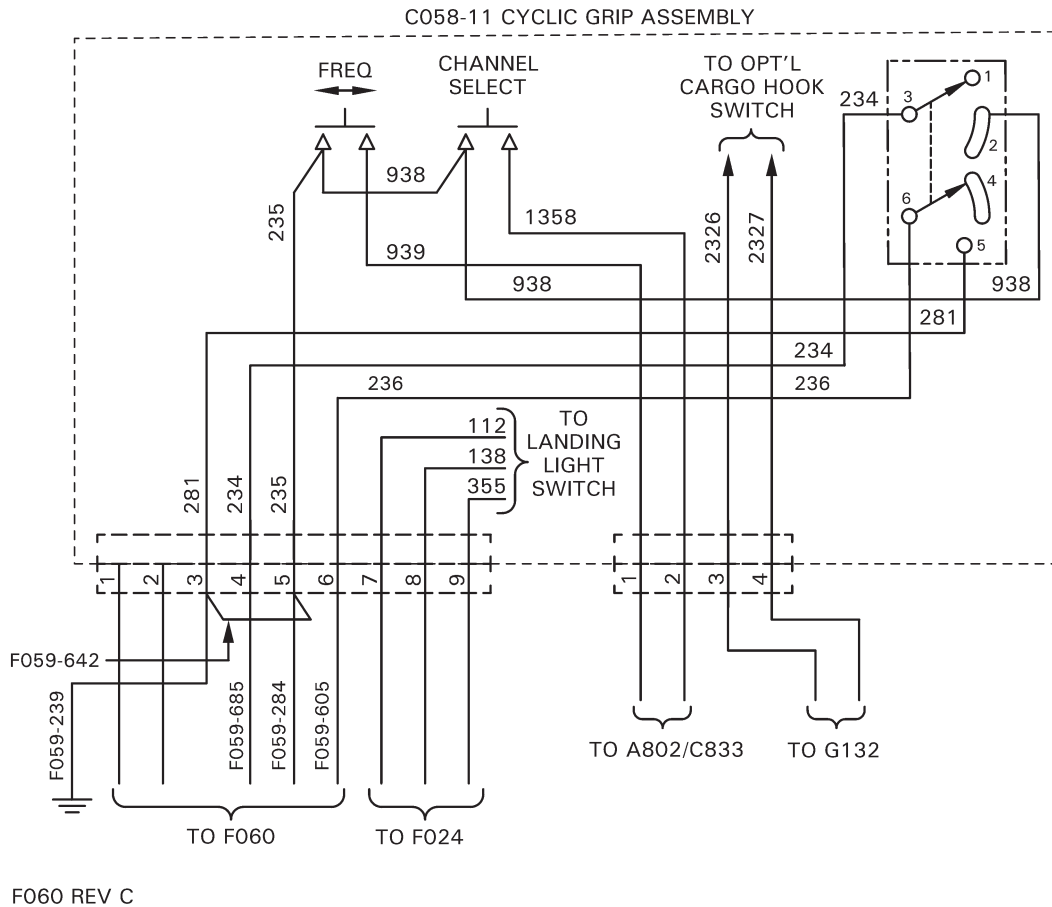 C058-11 CYCLIC GRIP ASSEMBLY
FREQ
CHANNEL
SELECT
TO OPT'L
CARGO HOOK
SWITCH
234
3
1
2
4
6
5
938
235
1358
2326
2327
939
938
938
281
234
236
236
112
138
355
TO
LANDING
LIGHT
SWITCH
281
234
235
1
2
3
4
5
6
7
8
9
1
2
3
4
F059-642
F059-239
F059-685
F059-284
F059-605
TO A802/C833
TO G132
TO F060
TO F024
F060 REV C